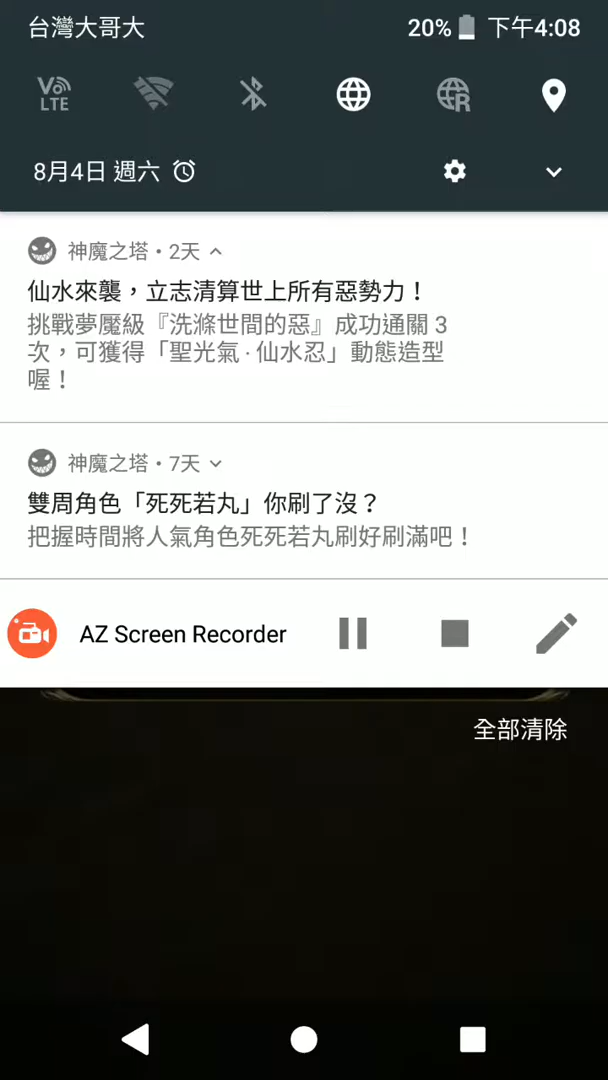 台灣大哥大 20% 下午4:08
Vo LTE R
8月4日 週六
神魔之塔 • 2天
仙水來襲，立志清算世上所有惡勢力！
挑戰夢魘級『洗滌世間的惡』成功通關 3
次，可獲得「聖光氣 · 仙水忍」動態造型
喔！
神魔之塔 • 7天
雙周角色「死死若丸」你刷了沒？
把握時間將人氣角色死死若丸刷好刷滿吧！
AZ Screen Recorder
全部清除